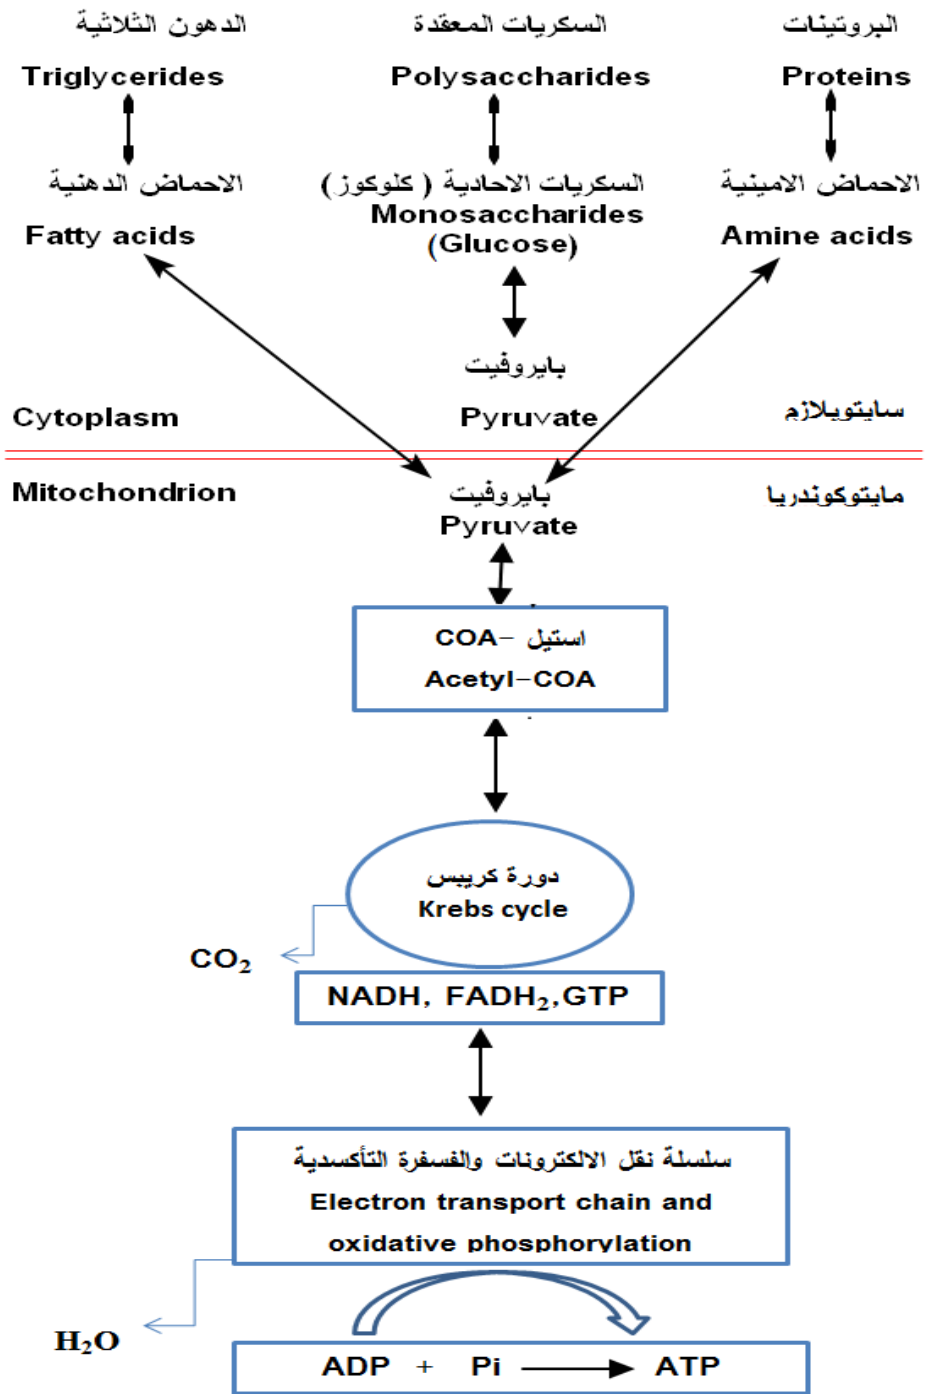 الدهون الثلاثية
السكريات المعقدة
البروتينات
Triglycerides
Polysaccharides
Proteins
الاحماض الدهنية
السكريات الاحادية ( كلوكوز)
الاحماض الامينية
Fatty acids
Monosaccharides
(Glucose)
Amine acids
بايروفيت
Cytoplasm
Pyruvate
سايتوبلازم
Mitochondrion
بايروفيت
مايتوكوندريا
Pyruvate
استيل –COA
Acetyl–COA
دورة كريبس
Krebs cycle
CO₂
NADH, FADH₂,GTP
سلسلة نقل الالكترونات والفسفرة التأكسدية
Electron transport chain and
oxidative phosphorylation
H₂O
ADP + Pi → ATP